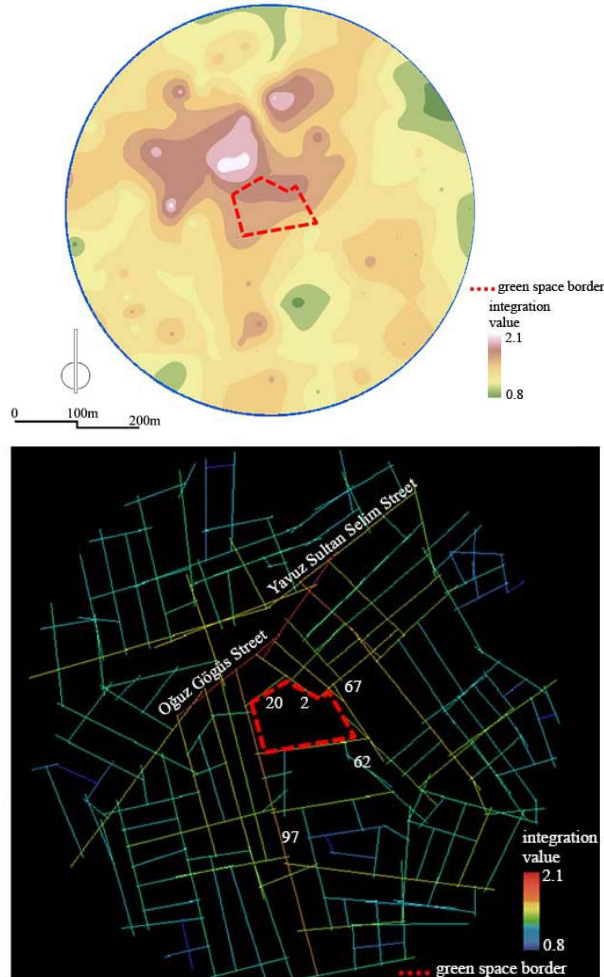 green space border
integration
value
2.1
0.8
0 100m 200m
Yavuz Sultan Selim Street
Oğuz Gögüs Street
67
20 2
62
97
integration
value
2.1
0.8
green space border